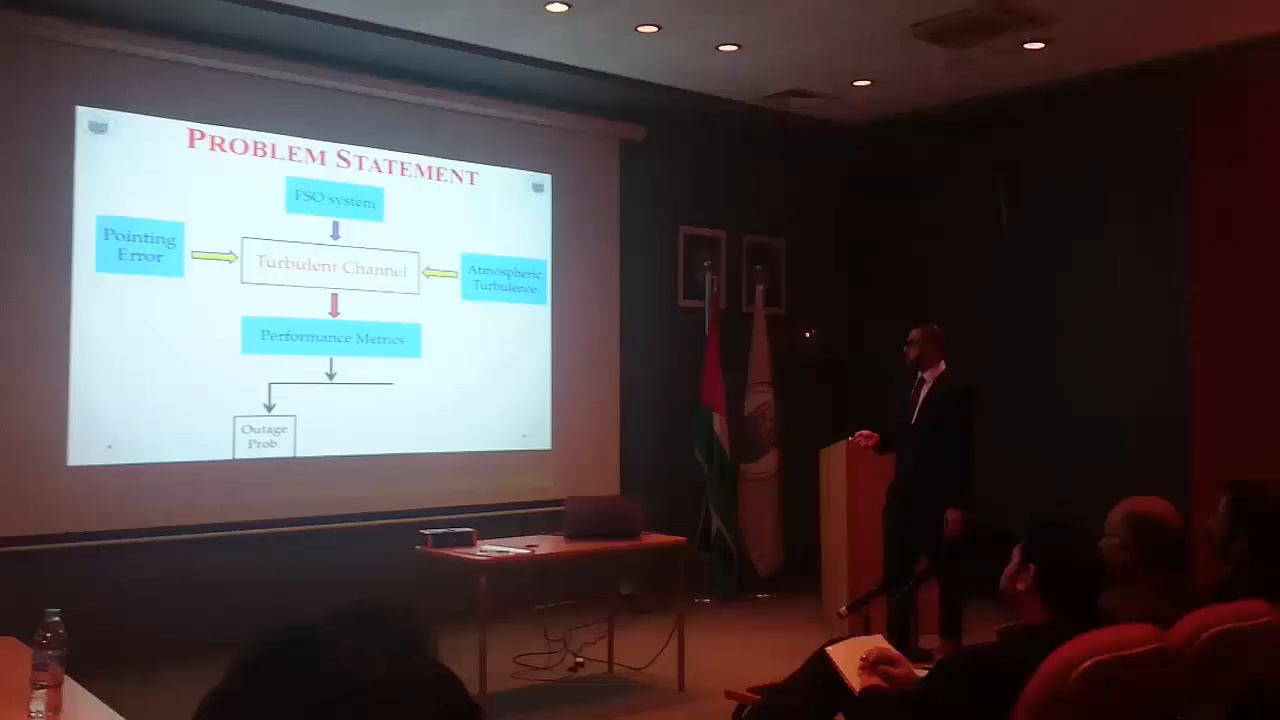 PROBLEM STATEMENT
FSO system
Pointing
Error
Turbulent Channel
Atmospheric
Turbulence
Performance Metrics
Outage
Prob.